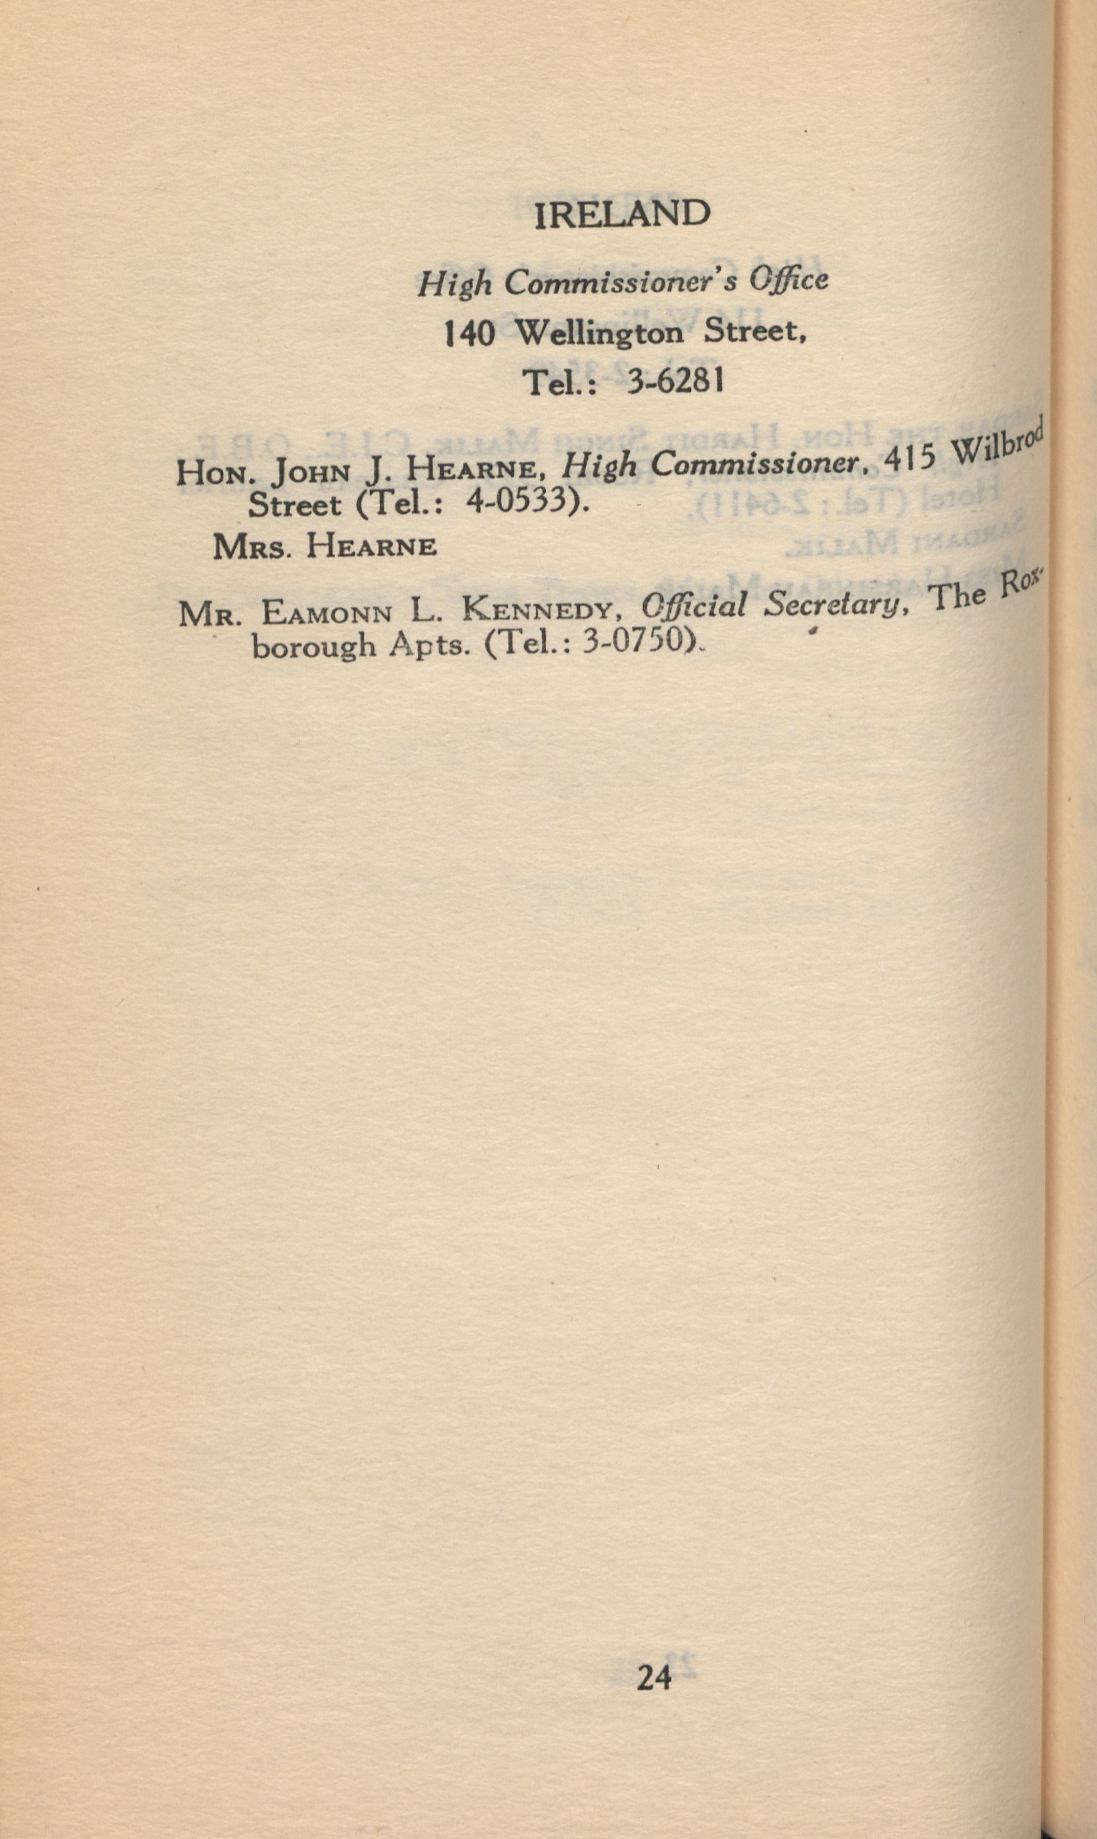 IRELAND
High Commissioner's Office
140 Wellington Street,
Tel.: 3-6281
HON. JOHN J. HEARNE, High Commissioner, 415 Wilbrod
Street (Tel.: 4-0533).
MRS. HEARNE
MR. EAMONN L. KENNEDY, Official Secretary, The Rox-
borough Apts. (Tel.: 3-0750).
24